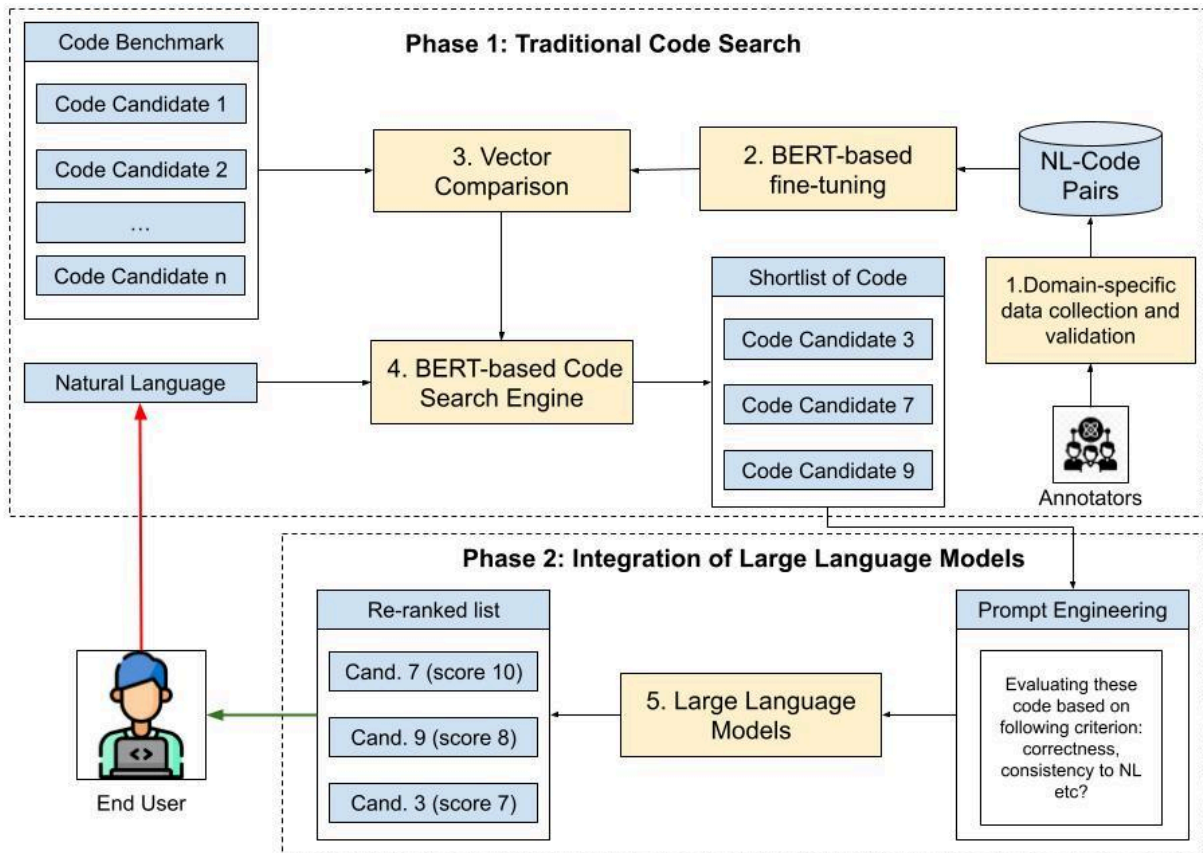 Code Benchmark
Code Candidate 1
Code Candidate 2
...
Code Candidate n
Phase 1: Traditional Code Search
3. Vector
Comparison
2. BERT-based
fine-tuning
NL-Code
Pairs
1.Domain-specific
data collection and
validation
Annotators
Natural Language
4. BERT-based Code
Search Engine
Shortlist of Code
Code Candidate 3
Code Candidate 7
Code Candidate 9
Phase 2: Integration of Large Language Models
Prompt Engineering
Evaluating these
code based on
following criterion:
correctness,
consistency to NL
etc?
5. Large Language
Models
Re-ranked list
Cand. 7 (score 10)
Cand. 9 (score 8)
Cand. 3 (score 7)
End User